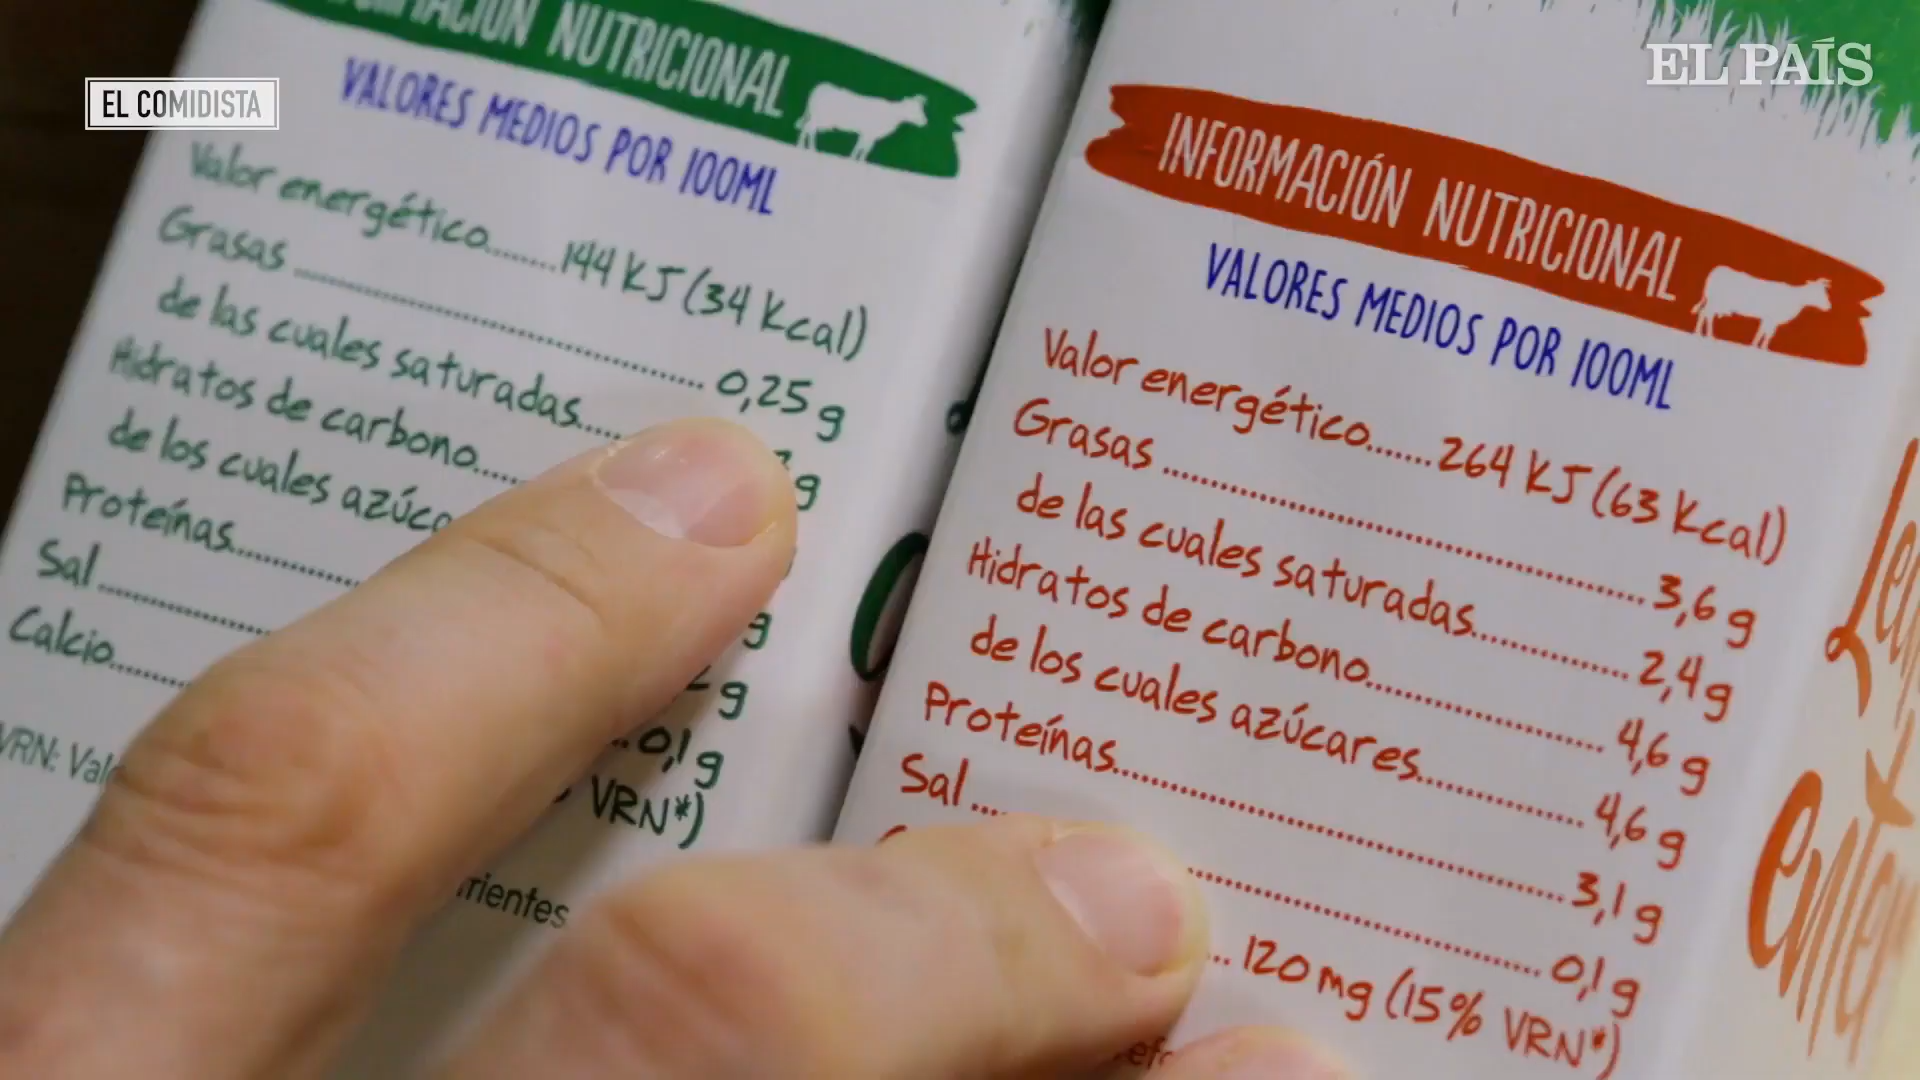 EL COMIDISTA
EL PAÍS
NUTRICIONAL
VALORES MEDIOS POR 100ML
Valor energético......144 KJ (34 Kcal)
Grasas .......... 0,25 g
de las cuales saturadas..... g
Hidratos de carbono.....
de los cuales
Proteínas.......... g
Sal.......... g
Calcio..... ..0,1 g
VRN*)
VRN:
INFORMACIÓN NUTRICIONAL
VALORES MEDIOS POR 100ML
Valor energético......264 KJ (63 Kcal)
Grasas .......... 3,6 g
de las cuales saturadas.......... 2,4 g
Hidratos de carbono.......... 4,6 g
de los cuales azúcares.......... 4,6 g
Proteínas.......... 3,1 g
Sal.......... 0,1 g
.. 120 mg (15% VRN*)